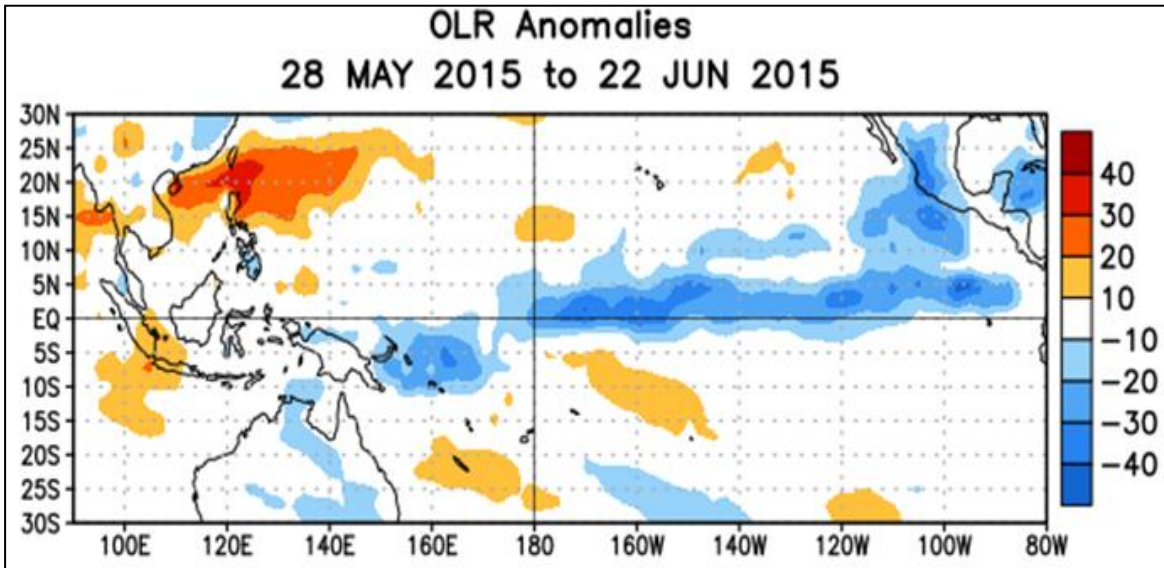 OLR Anomalies
28 MAY 2015 to 22 JUN 2015
30N
25N
20N
15N
10N
5N
EQ
5S
10S
15S
20S
25S
30S
100E 120E 140E 160E 180 160W 140W 120W 100W 80W
40
30
20
10
-10
-20
-30
-40